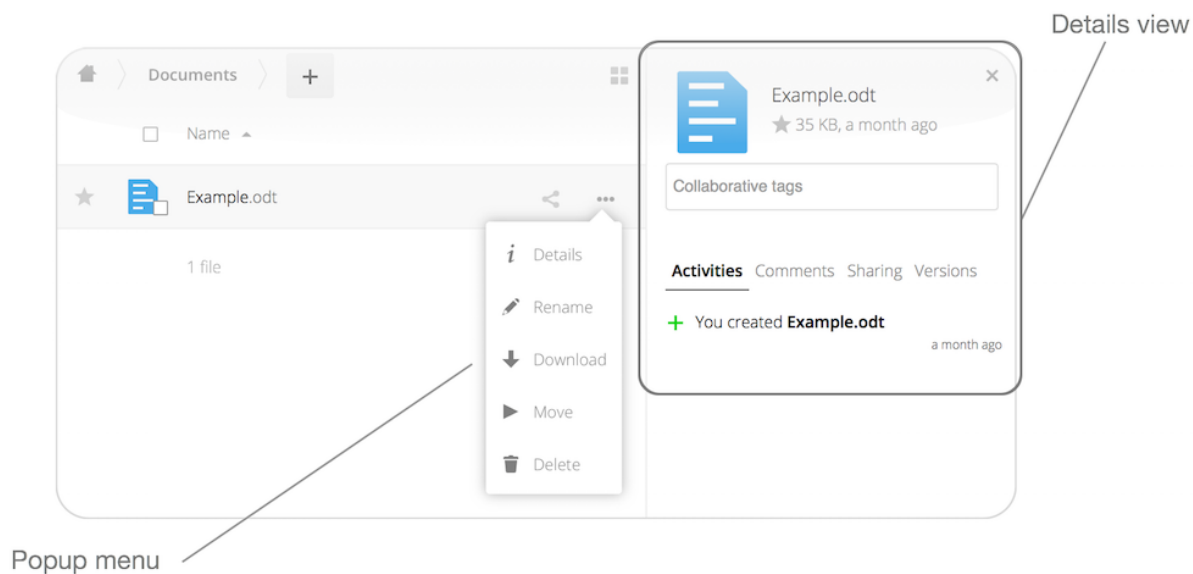 Details view
Documents
+
Name
Example.odt
1 file
Details
Rename
Download
Move
Delete
Example.odt
35 KB, a month ago
Collaborative tags
Activities Comments Sharing Versions
+ You created Example.odt
a month ago
Popup menu